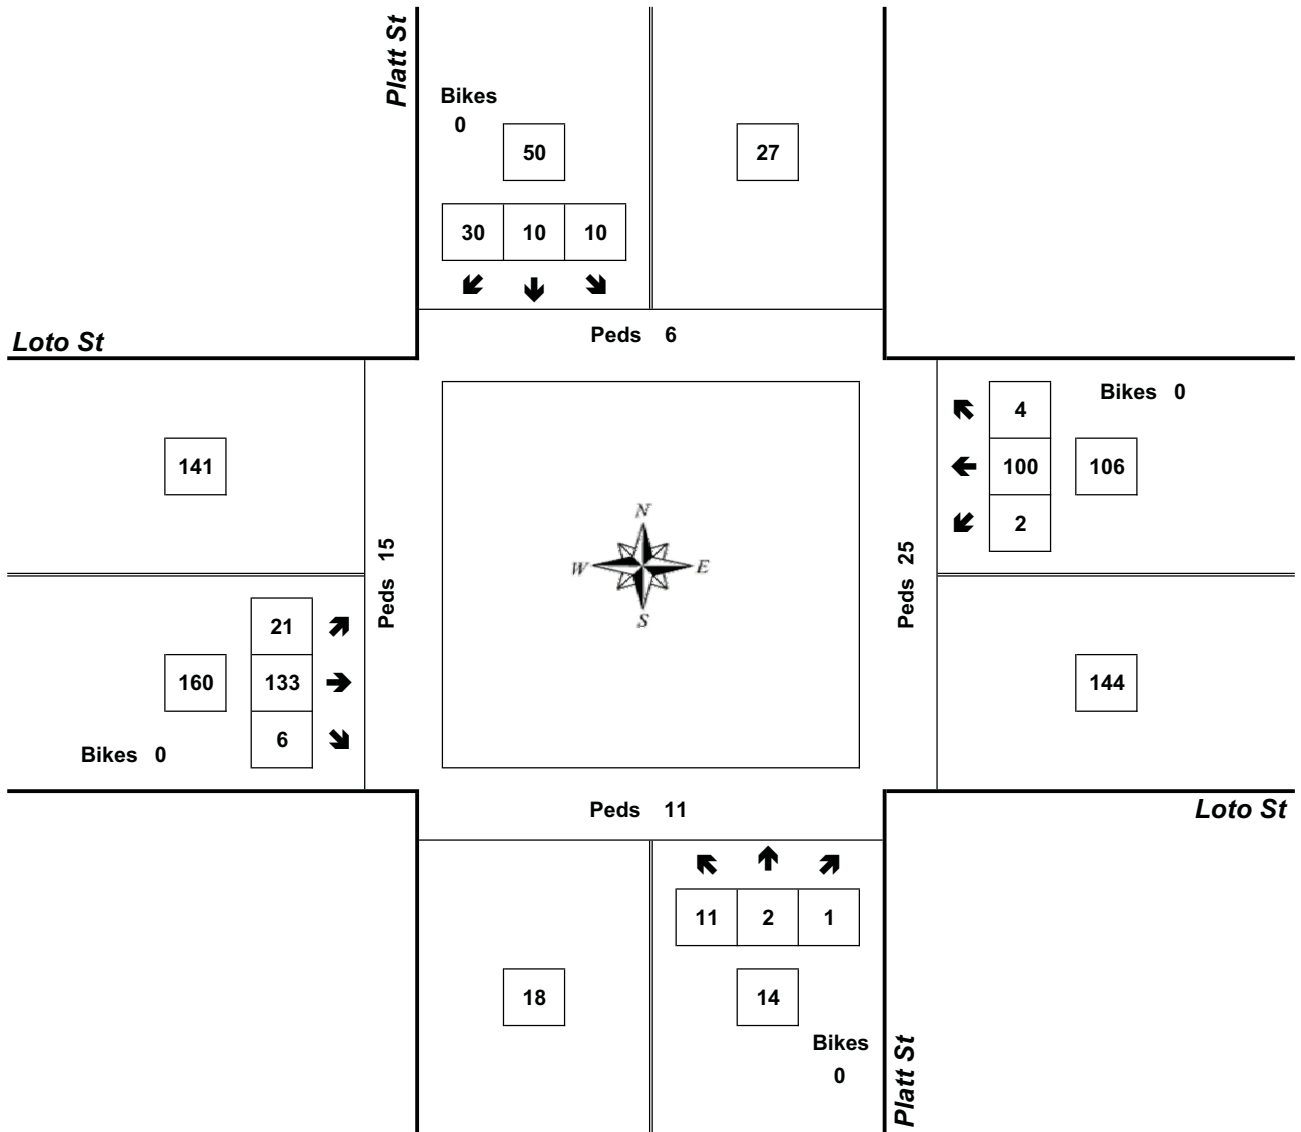 Platt St
Bikes
0
50
27
30 10 10
Loto St
Peds 6
Bikes 0
4
141
100 106
2
N
W E
S
Peds 15
Peds 25
21
160 133
6
Bikes 0
144
Peds 11
Loto St
11 2 1
18
14
Bikes
0
Platt St